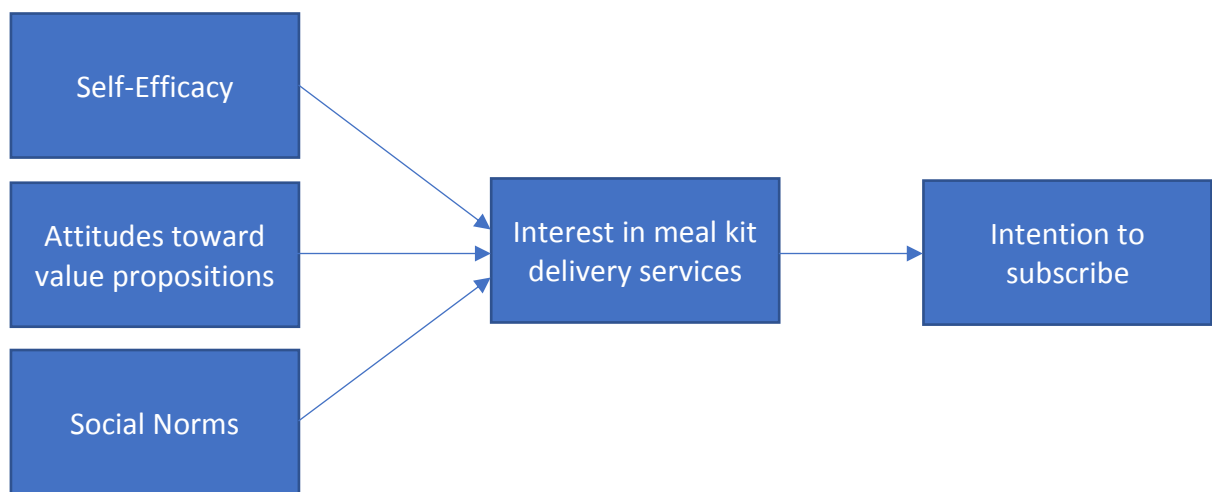 Self-Efficacy
Attitudes toward
value propositions
Social Norms
Interest in meal kit
delivery services
Intention to
subscribe